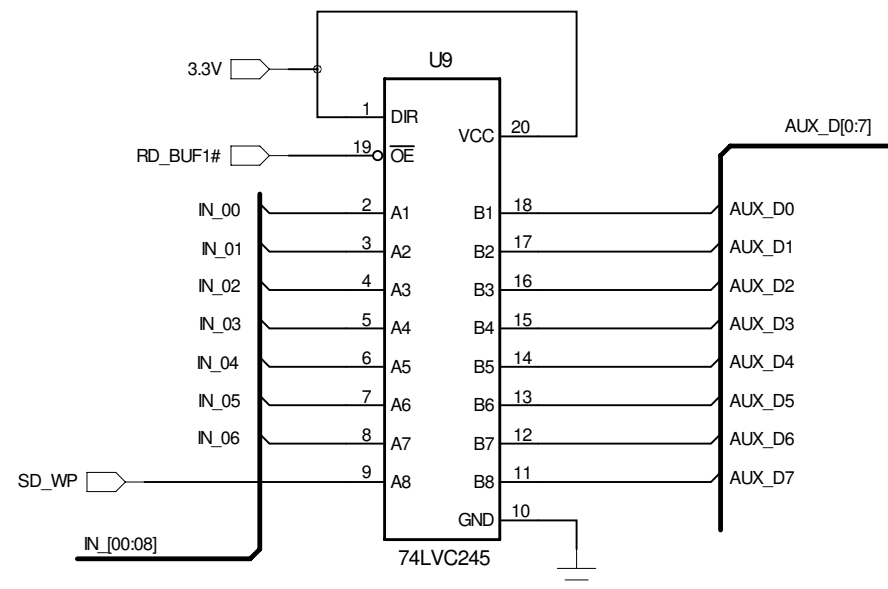 U9
3.3V
1 DIR
VCC 20
AUX_D[0:7]
RD_BUF1# 19 OE
IN_00 2 A1 B1 18 AUX_D0
IN_01 3 A2 B2 17 AUX_D1
IN_02 4 A3 B3 16 AUX_D2
IN_03 5 A4 B4 15 AUX_D3
IN_04 6 A5 B5 14 AUX_D4
IN_05 7 A6 B6 13 AUX_D5
IN_06 8 A7 B7 12 AUX_D6
SD_WP 9 A8 B8 11 AUX_D7
GND 10
IN_[00:08]
74LVC245